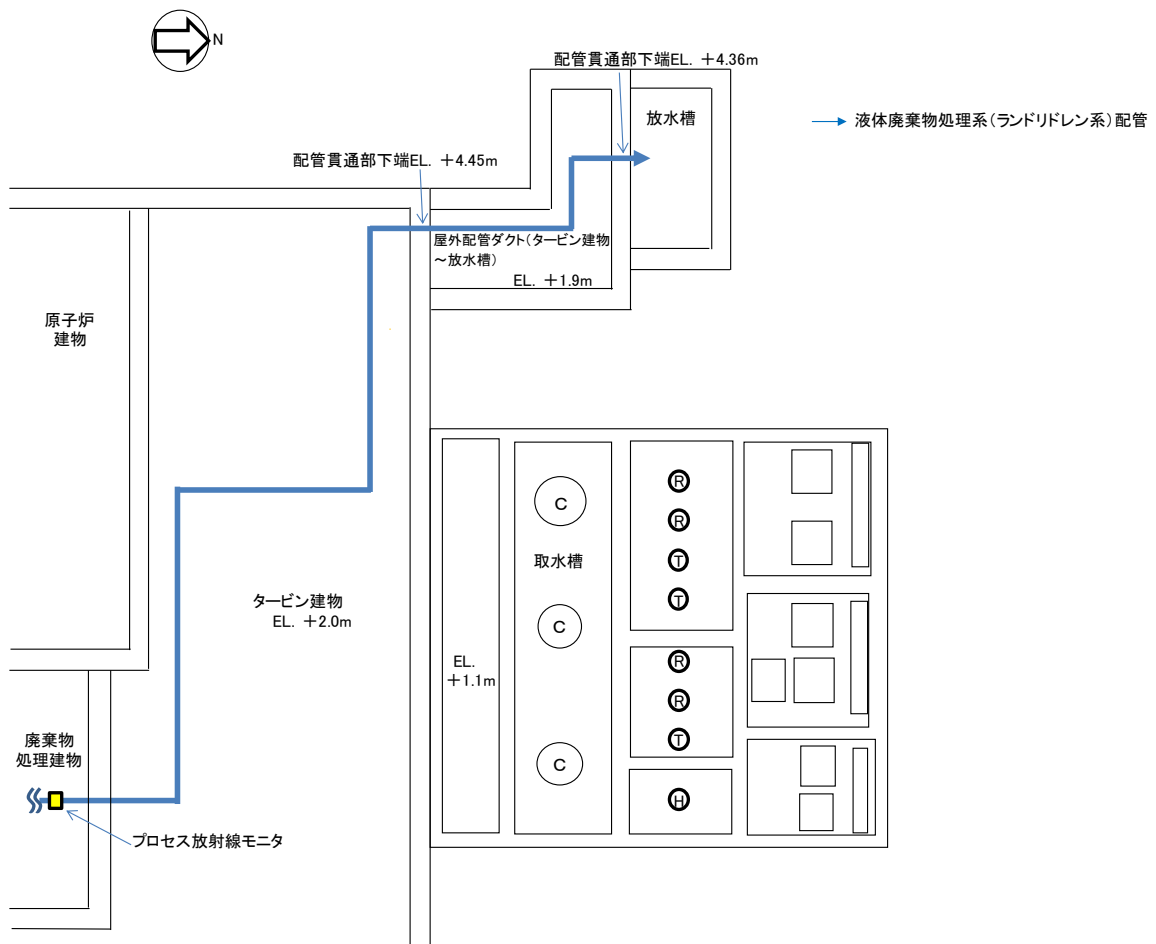 N
配管貫通部下端EL. +4.36m
放水槽
液体廃棄物処理系(ランドリドレン系)配管
配管貫通部下端EL. +4.45m
屋外配管ダクト(タービン建物
～放水槽)
EL. +1.9m
原子炉
建物
C
取水槽
C
C
R
R
T
T
R
R
T
H
タービン建物
EL. +2.0m
EL.
+1.1m
廃棄物
処理建物
プロセス放射線モニタ